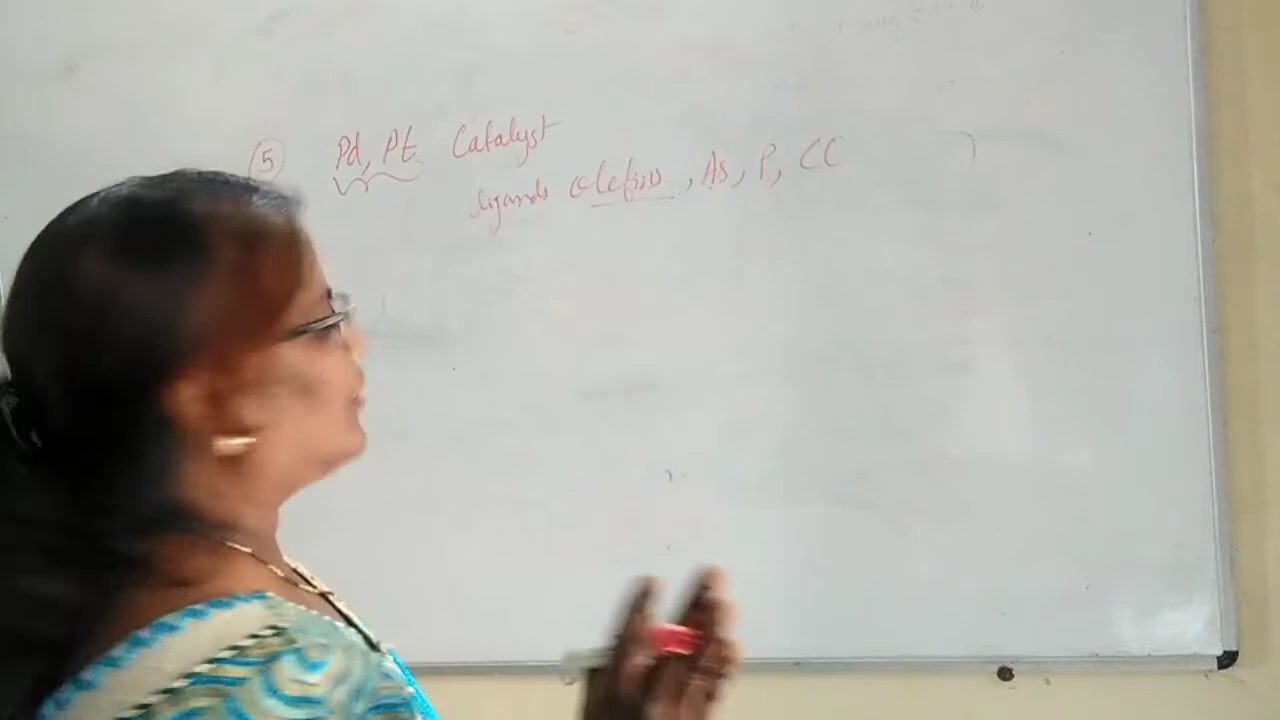 5 Pd, Pt Catalyst
ligands olefins, As, P, CC